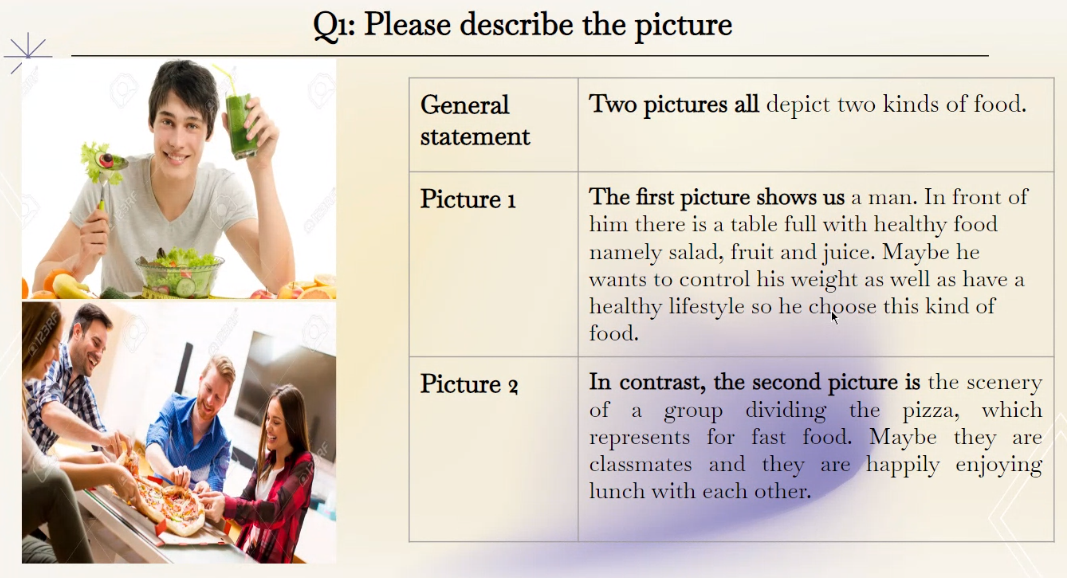 Q1: Please describe the picture
General
statement
Two pictures all depict two kinds of food.
Picture 1
The first picture shows us a man. In front of
him there is a table full with healthy food
namely salad, fruit and juice. Maybe he
wants to control his weight as well as have a
healthy lifestyle so he choose this kind of
food.
Picture 2
In contrast, the second picture is the scenery
of a group dividing the pizza, which
represents for fast food. Maybe they are
classmates and they are happily enjoying
lunch with each other.
123RF